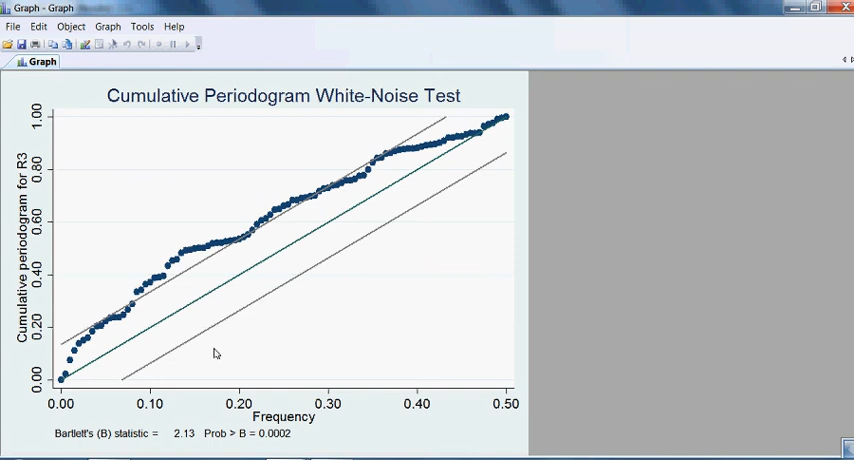 Graph - Graph
File Edit Object Graph Tools Help
Graph
Cumulative Periodogram White-Noise Test
Cumulative periodogram for R3
1.00
0.80
0.60
0.40
0.20
0.00
0.00 0.10 0.20 0.30 0.40 0.50
Frequency
Bartlett's (B) statistic = 2.13 Prob > B = 0.0002